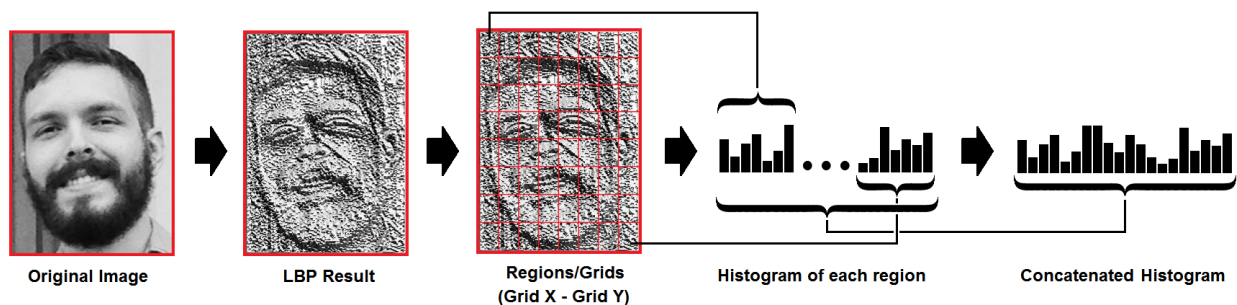 Original Image
LBP Result
Regions/Grids
(Grid X - Grid Y)
Histogram of each region
Concatenated Histogram